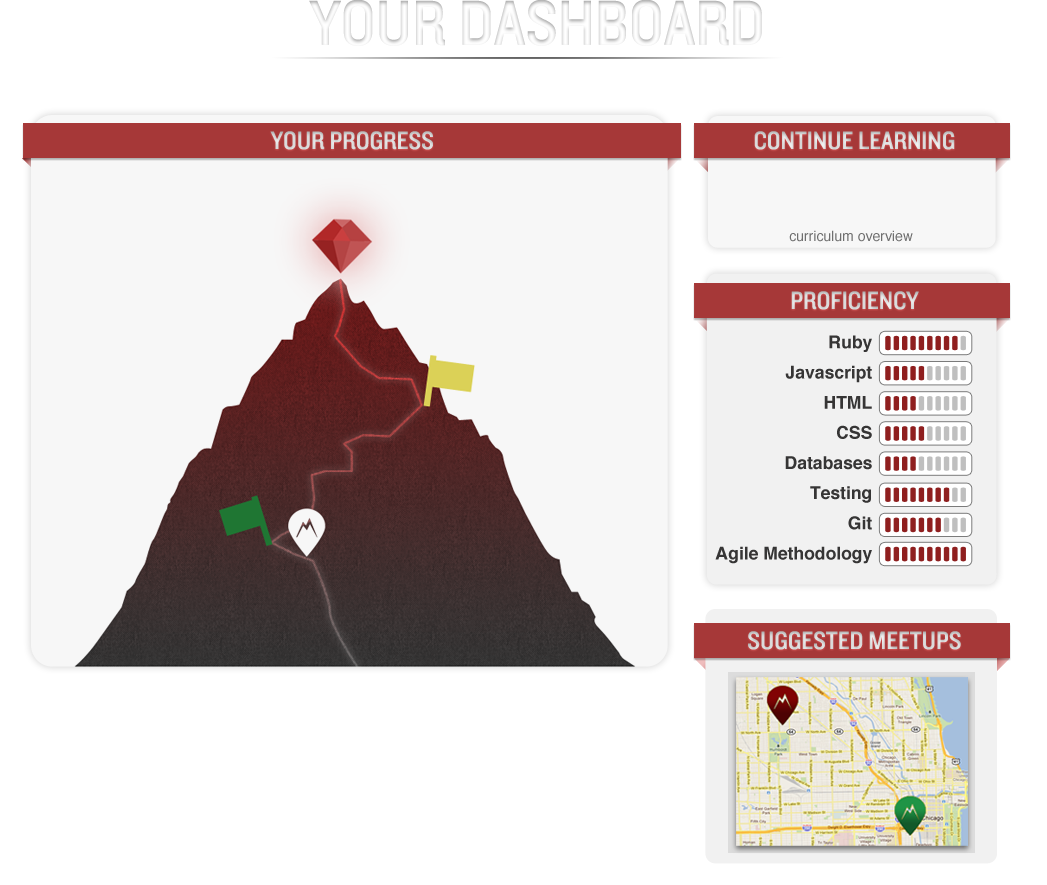 YOUR DASHBOARD
YOUR PROGRESS
CONTINUE LEARNING
curriculum overview
PROFICIENCY
Ruby
Javascript
HTML
CSS
Databases
Testing
Git
Agile Methodology
SUGGESTED MEETUPS
Chicago